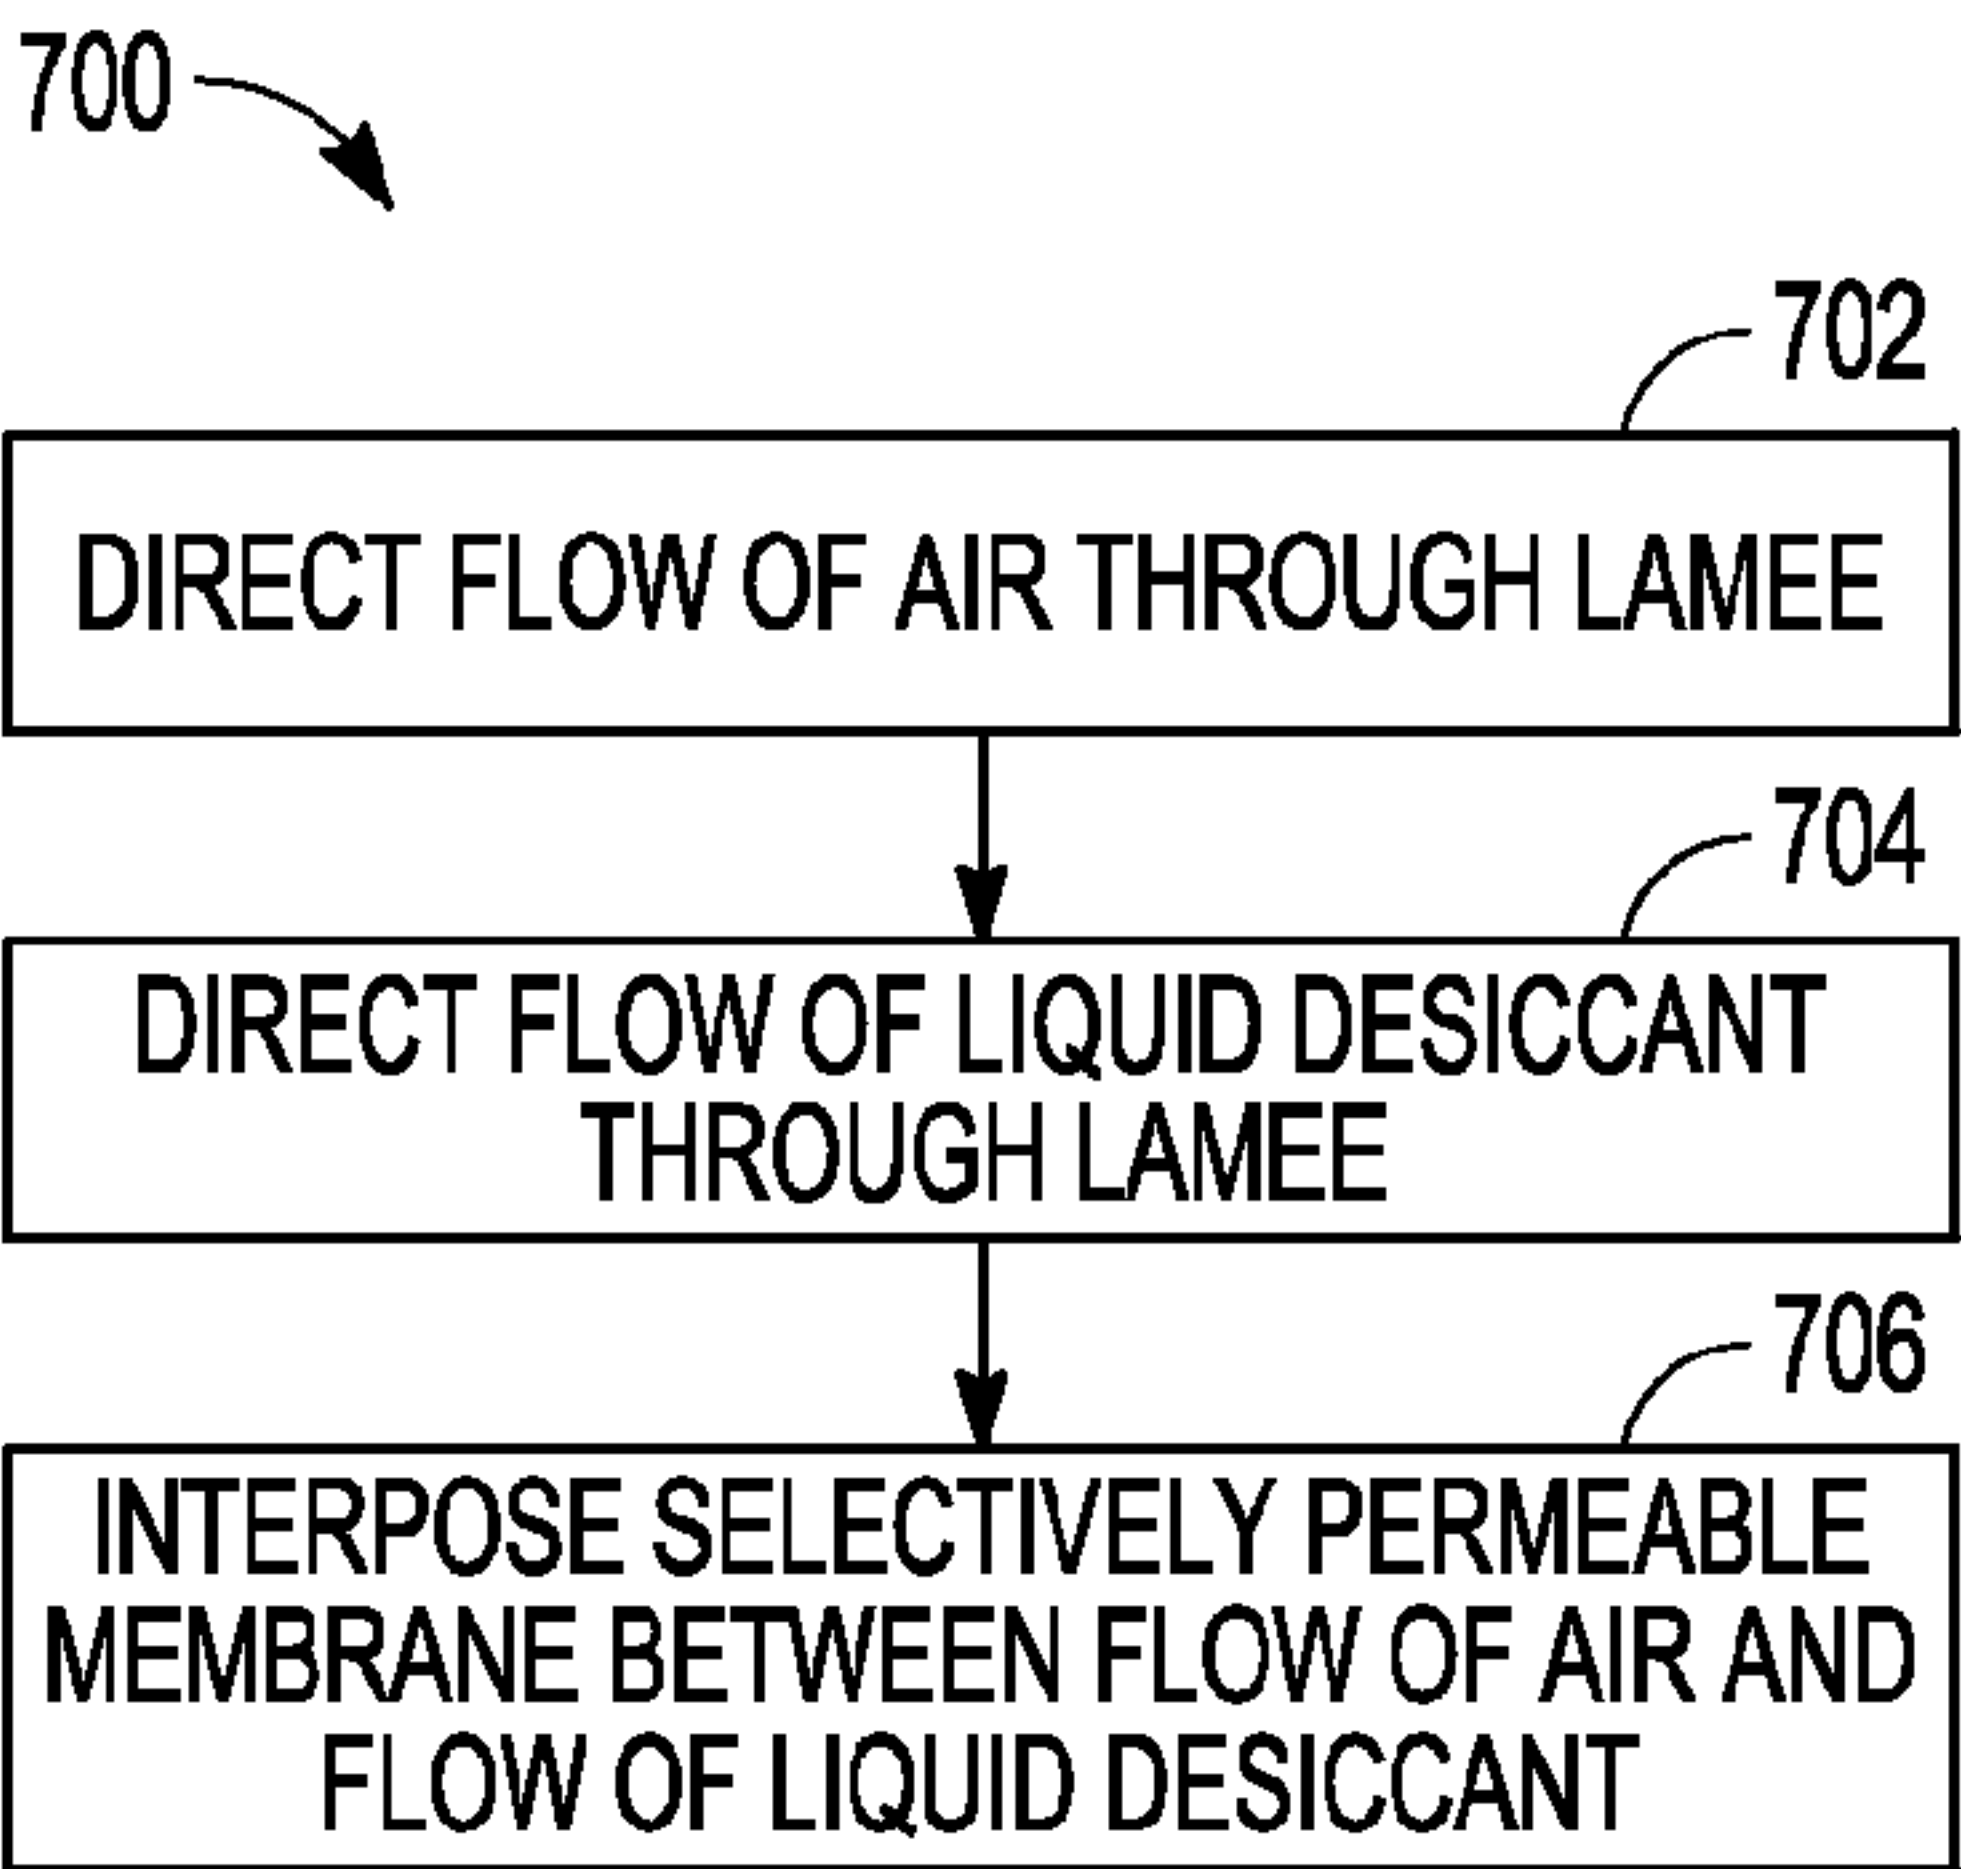 700
702
DIRECT FLOW OF AIR THROUGH LAMEE
704
DIRECT FLOW OF LIQUID DESICCANT
THROUGH LAMEE
706
INTERPOSE SELECTIVELY PERMEABLE
MEMBRANE BETWEEN FLOW OF AIR AND
FLOW OF LIQUID DESICCANT